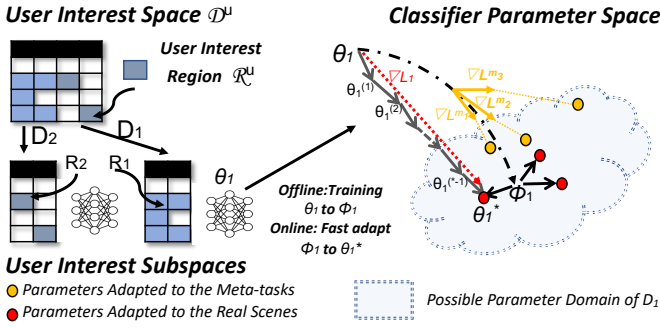 User Interest Space 𝒟ᵘ
User Interest
Region ℛᵘ
D₂
D₁
R₂
R₁
θ₁
Offline:Training
θ₁ to Φ₁
Online: Fast adapt
Φ₁ to θ₁*
Classifier Parameter Space
θ₁
▽L₁
θ₁⁽¹⁾
θ₁⁽²⁾
θ₁⁽*⁻¹⁾
θ₁*
▽Lᵐ³
▽Lᵐ²
▽Lᵐ¹
Φ₁
User Interest Subspaces
Parameters Adapted to the Meta-tasks
Parameters Adapted to the Real Scenes
Possible Parameter Domain of D₁